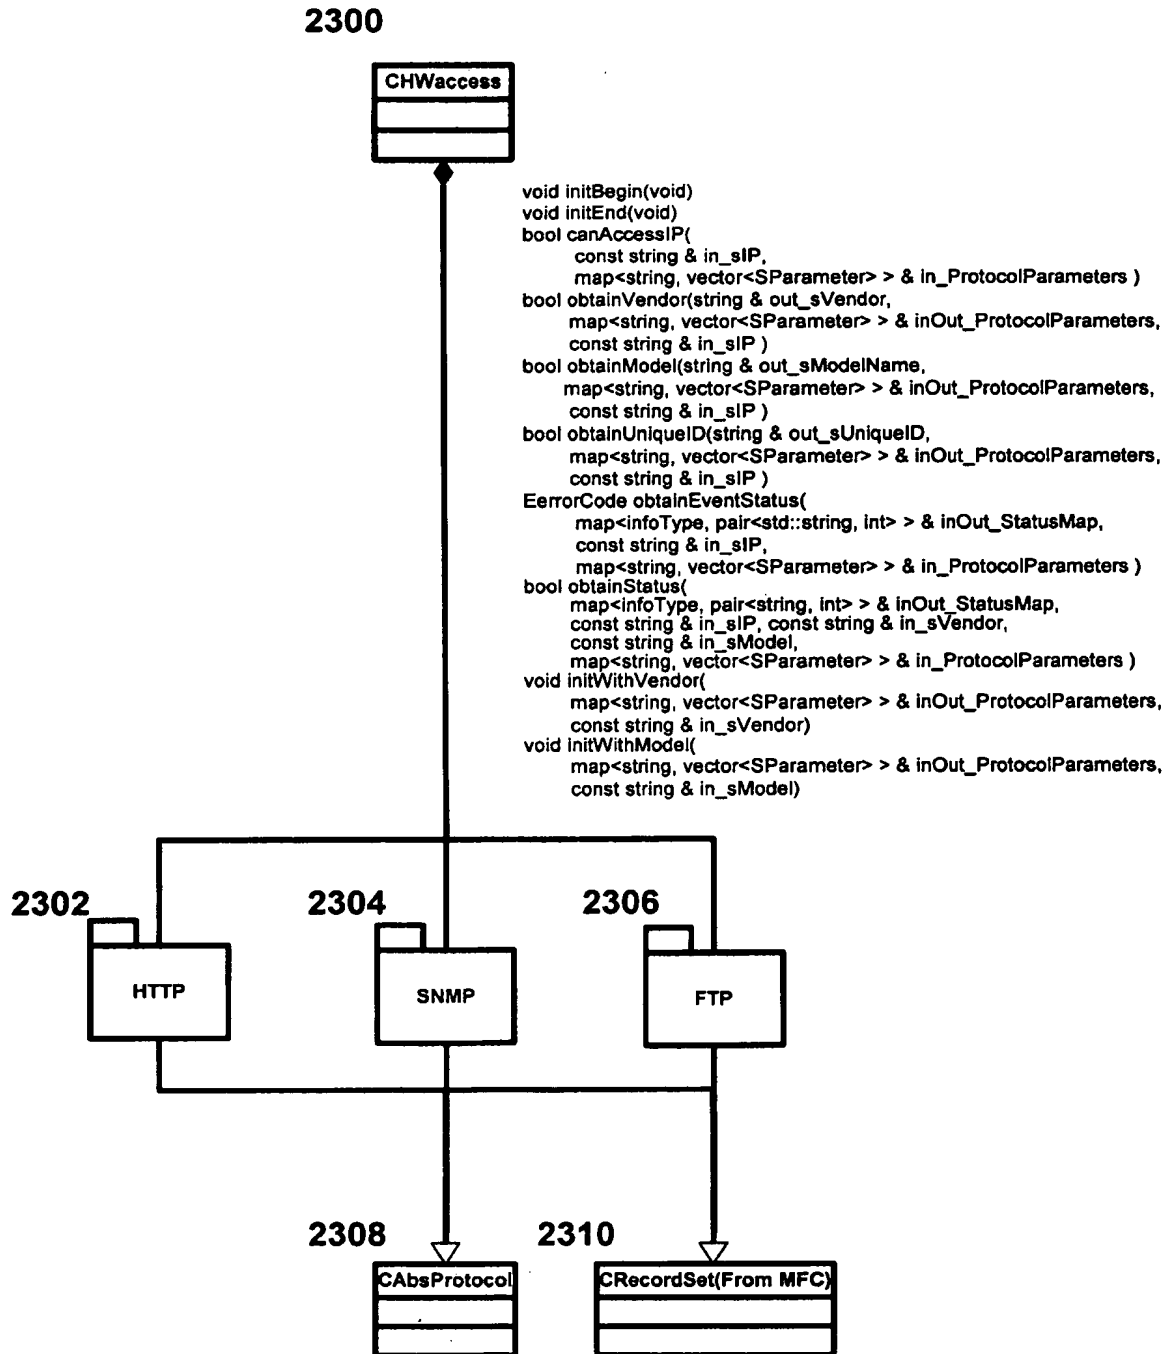 2300
CHWaccess
void initBegin(void)
void initEnd(void)
bool canAccessIP(
const string & in_sIP,
map<string, vector<SParameter> > & in_ProtocolParameters )
bool obtainVendor(string & out_sVendor,
map<string, vector<SParameter> > & inOut_ProtocolParameters,
const string & in_sIP )
bool obtainModel(string & out_sModelName,
map<string, vector<SParameter> > & inOut_ProtocolParameters,
const string & in_sIP )
bool obtainUniqueID(string & out_sUniqueID,
map<string, vector<SParameter> > & inOut_ProtocolParameters,
const string & in_sIP )
EerrorCode obtainEventStatus(
map<infoType, pair<std::string, int> > & inOut_StatusMap,
const string & in_sIP,
map<string, vector<SParameter> > & in_ProtocolParameters )
bool obtainStatus(
map<infoType, pair<string, int> > & inOut_StatusMap,
const string & in_sIP, const string & in_sVendor,
const string & in_sModel,
map<string, vector<SParameter> > & in_ProtocolParameters )
void initWithVendor(
map<string, vector<SParameter> > & inOut_ProtocolParameters,
const string & in_sVendor)
void initWithModel(
map<string, vector<SParameter> > & inOut_ProtocolParameters,
const string & in_sModel)
2302
2304
2306
HTTP
SNMP
FTP
2308
2310
CAbsProtocol
CRecordSet(From MFC)